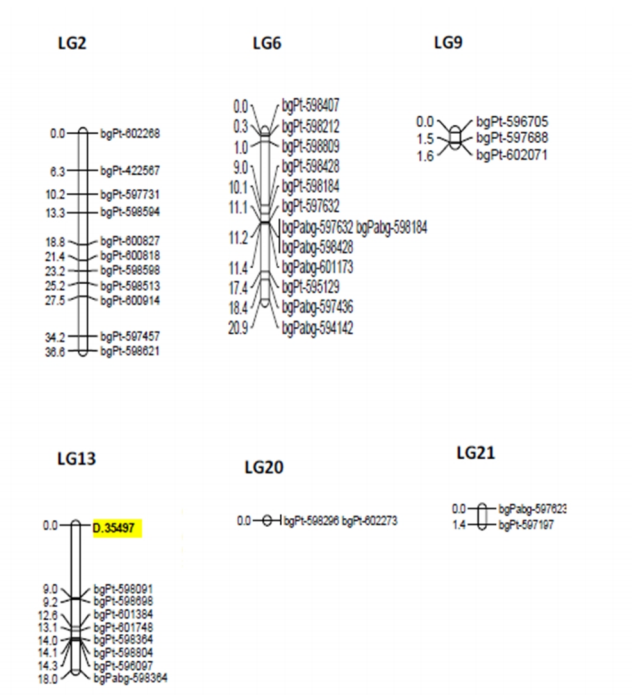 LG2
0.0 bgPt-602268
6.3 bgPt-422567
10.2 bgPt-597731
13.3 bgPt-598594
18.8 bgPt-600827
21.4 bgPt-600818
23.2 bgPt-598598
25.2 bgPt-598513
27.5 bgPt-600914
34.2 bgPt-597457
36.6 bgPt-598621
LG6
0.0 bgPt-598407
0.3 bgPt-598212
1.0 bgPt-598809
9.0 bgPt-598428
10.1 bgPt-598184
11.1 bgPt-597632
11.2 bgPabg-597632 bgPabg-598184
bgPabg-598428
11.4 bgPabg-601173
17.4 bgPt-595129
18.4 bgPabg-597436
20.9 bgPabg-594142
LG9
0.0 bgPt-596705
1.5 bgPt-597688
1.6 bgPt-602071
LG13
0.0 D.35497
9.0 bgPt-598091
9.2 bgPt-598698
12.6 bgPt-601384
13.1 bgPt-601748
14.0 bgPt-598364
14.1 bgPt-598804
14.3 bgPt-596097
18.0 bgPabg-598364
LG20
0.0 bgPt-598296 bgPt-602273
LG21
0.0 bgPabg-597623
1.4 bgPt-597197